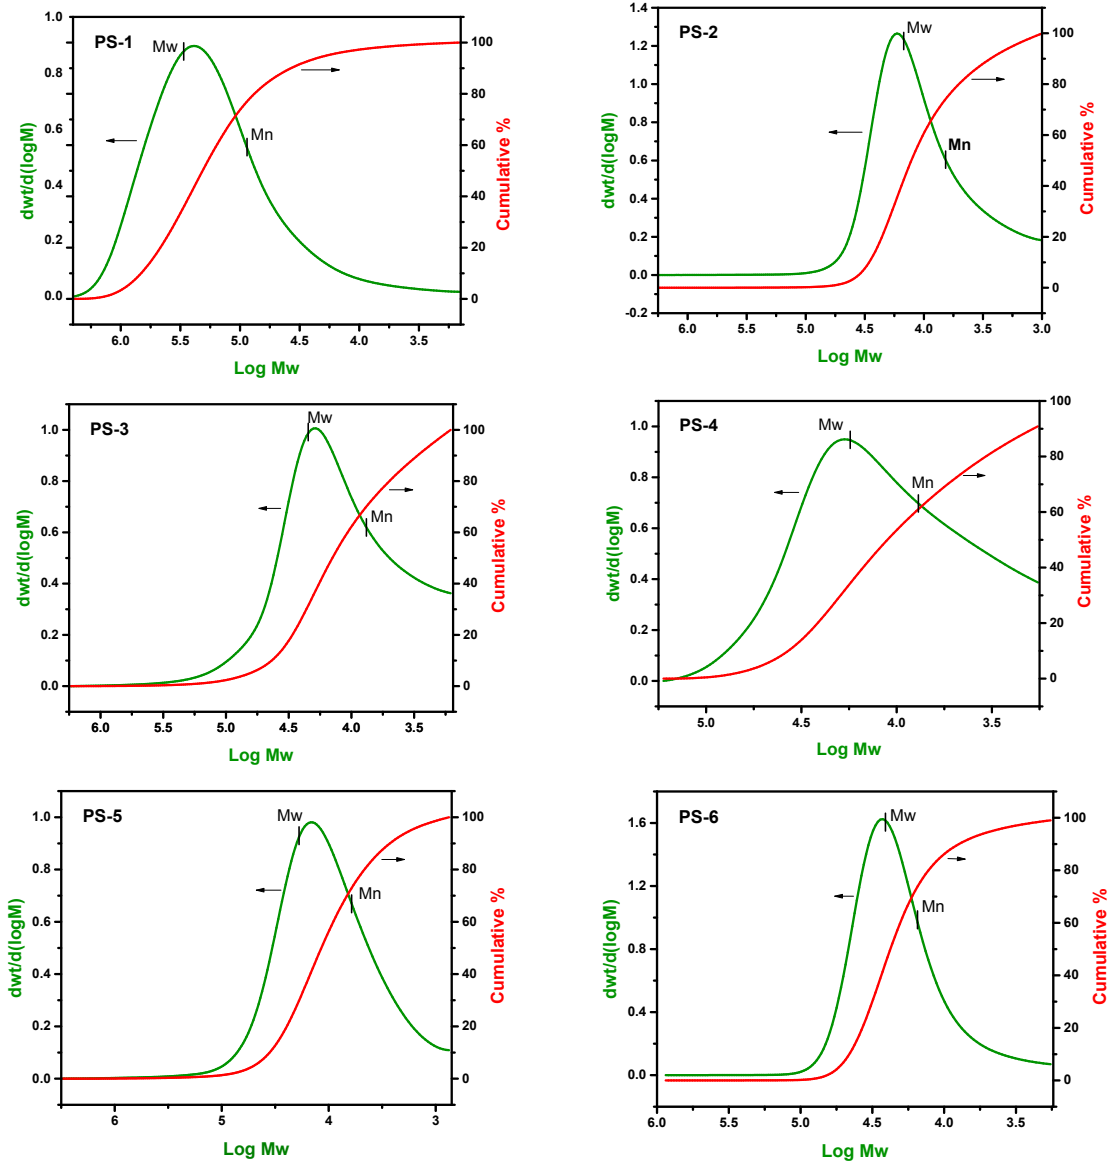 PS-1
1.0
0.8
0.6
0.4
0.2
0.0
dwt/d(logM)
Mw
Mn
100
80
60
40
20
0
Cumulative %
6.0 5.5 5.0 4.5 4.0 3.5
Log Mw
PS-2
1.4
1.2
1.0
0.8
0.6
0.4
0.2
0.0
-0.2
dwt/d(logM)
Mw
Mn
100
80
60
40
20
0
Cumulative %
6.0 5.5 5.0 4.5 4.0 3.5 3.0
Log Mw
PS-3
1.0
0.8
0.6
0.4
0.2
0.0
dwt/d(logM)
Mw
Mn
100
80
60
40
20
0
Cumulative %
6.0 5.5 5.0 4.5 4.0 3.5
Log Mw
PS-4
1.0
0.8
0.6
0.4
0.2
0.0
dwt/d(logM)
Mw
Mn
100
80
60
40
20
0
Cumulative %
5.0 4.5 4.0 3.5
Log Mw
PS-5
1.0
0.8
0.6
0.4
0.2
0.0
dwt/d(logM)
Mw
Mn
100
80
60
40
20
0
Cumulative %
6 5 4 3
Log Mw
PS-6
1.6
1.2
0.8
0.4
0.0
dwt/d(logM)
Mw
Mn
100
80
60
40
20
0
Cumulative %
6.0 5.5 5.0 4.5 4.0 3.5
Log Mw